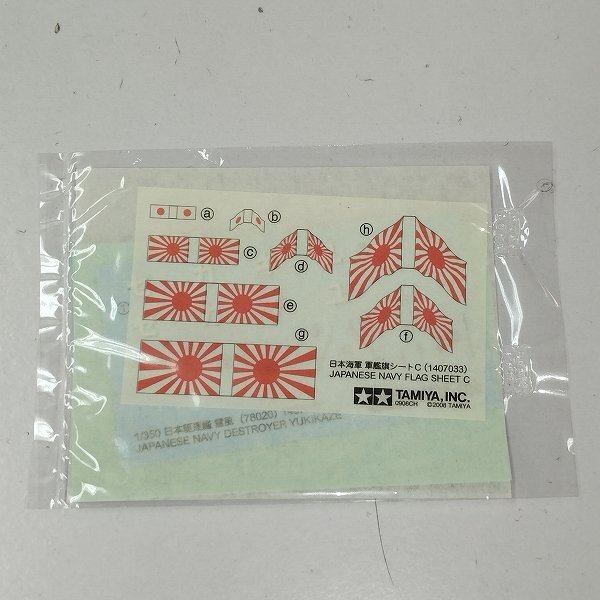 a
b
c
d
e
f
g
h
日本海軍 軍艦旗シートC (1407033)
JAPANESE NAVY FLAG SHEET C
TAMIYA, INC.
0908CH ©2008 TAMIYA
1/350 日本駆逐艦 雪風 (78020)
JAPANESE NAVY DESTROYER YUKIKAZE